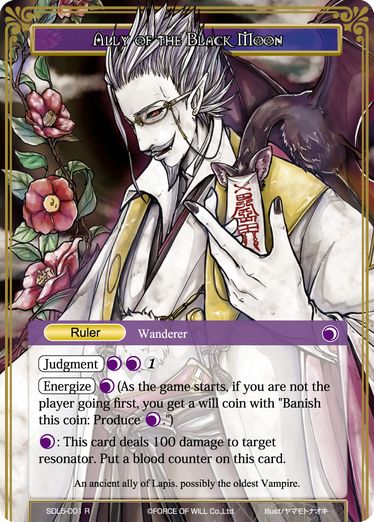 Ally of the Black Moon
Ruler Wanderer
Judgment 1
Energize (As the game starts, if you are not the
player going first, you get a will coin with "Banish
this coin: Produce .")
: This card deals 100 damage to target
resonator. Put a blood counter on this card.
An ancient ally of Lapis, possibly the oldest Vampire.
SDL5-001 R ©FORCE OF WILL Co.,Ltd. Illust/ヤマモトナオキ